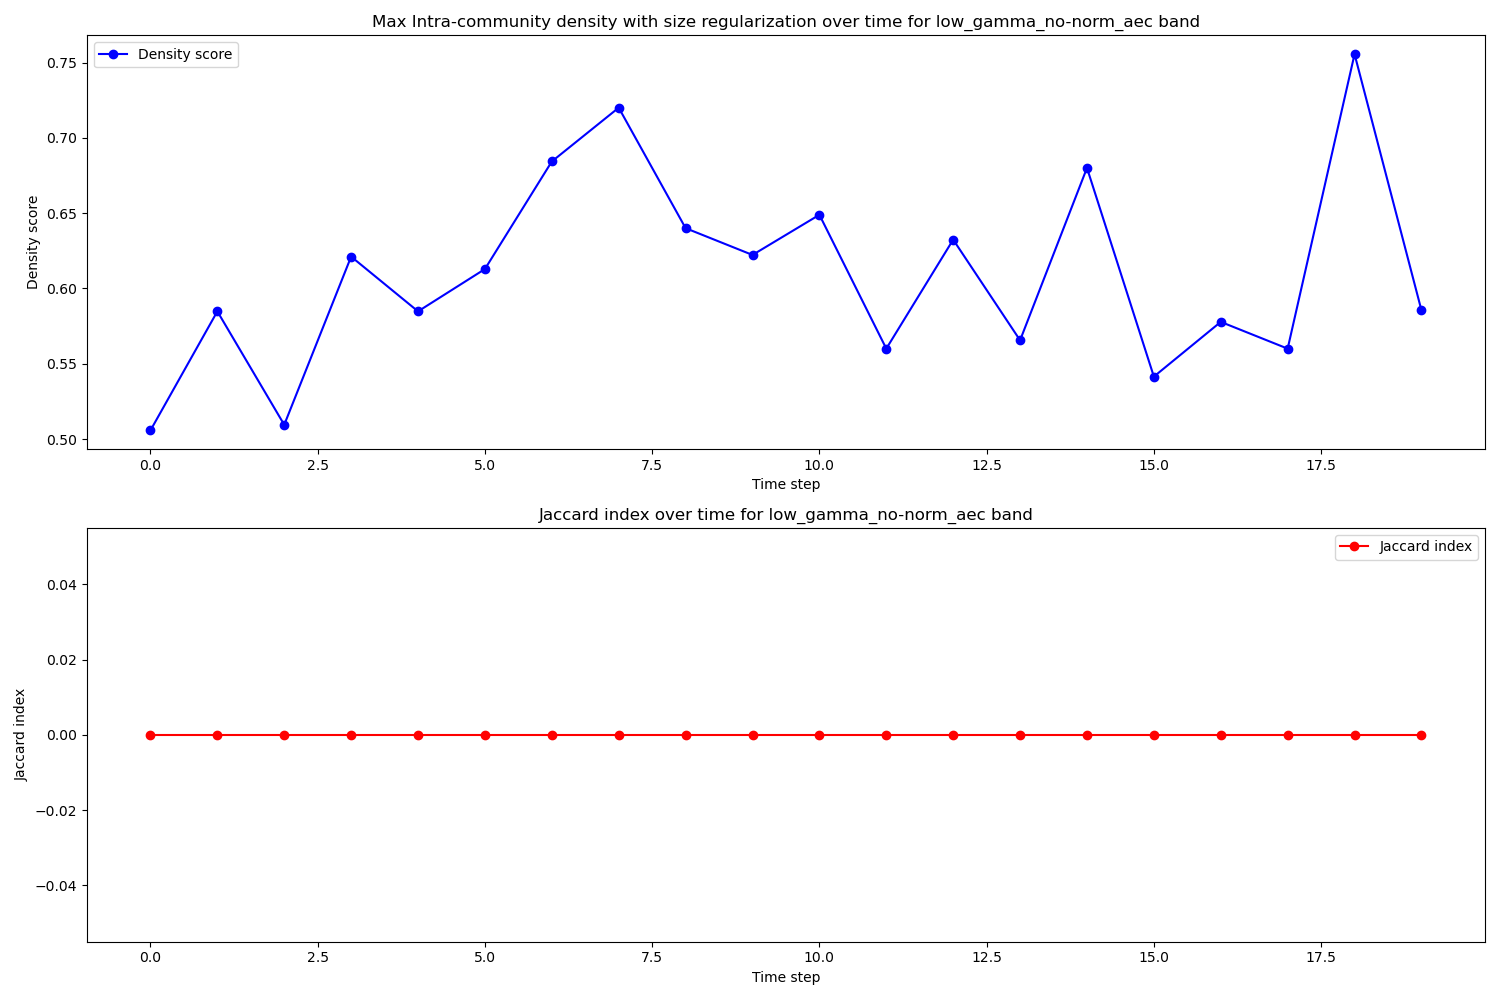 Max Intra-community density with size regularization over time for low_gamma_no-norm_aec band
Density score
0.75
0.70
0.65
0.60
0.55
0.50
Density score
0.0 2.5 5.0 7.5 10.0 12.5 15.0 17.5
Time step
Jaccard index over time for low_gamma_no-norm_aec band
Jaccard index
0.04
0.02
0.00
−0.02
−0.04
Jaccard index
0.0 2.5 5.0 7.5 10.0 12.5 15.0 17.5
Time step